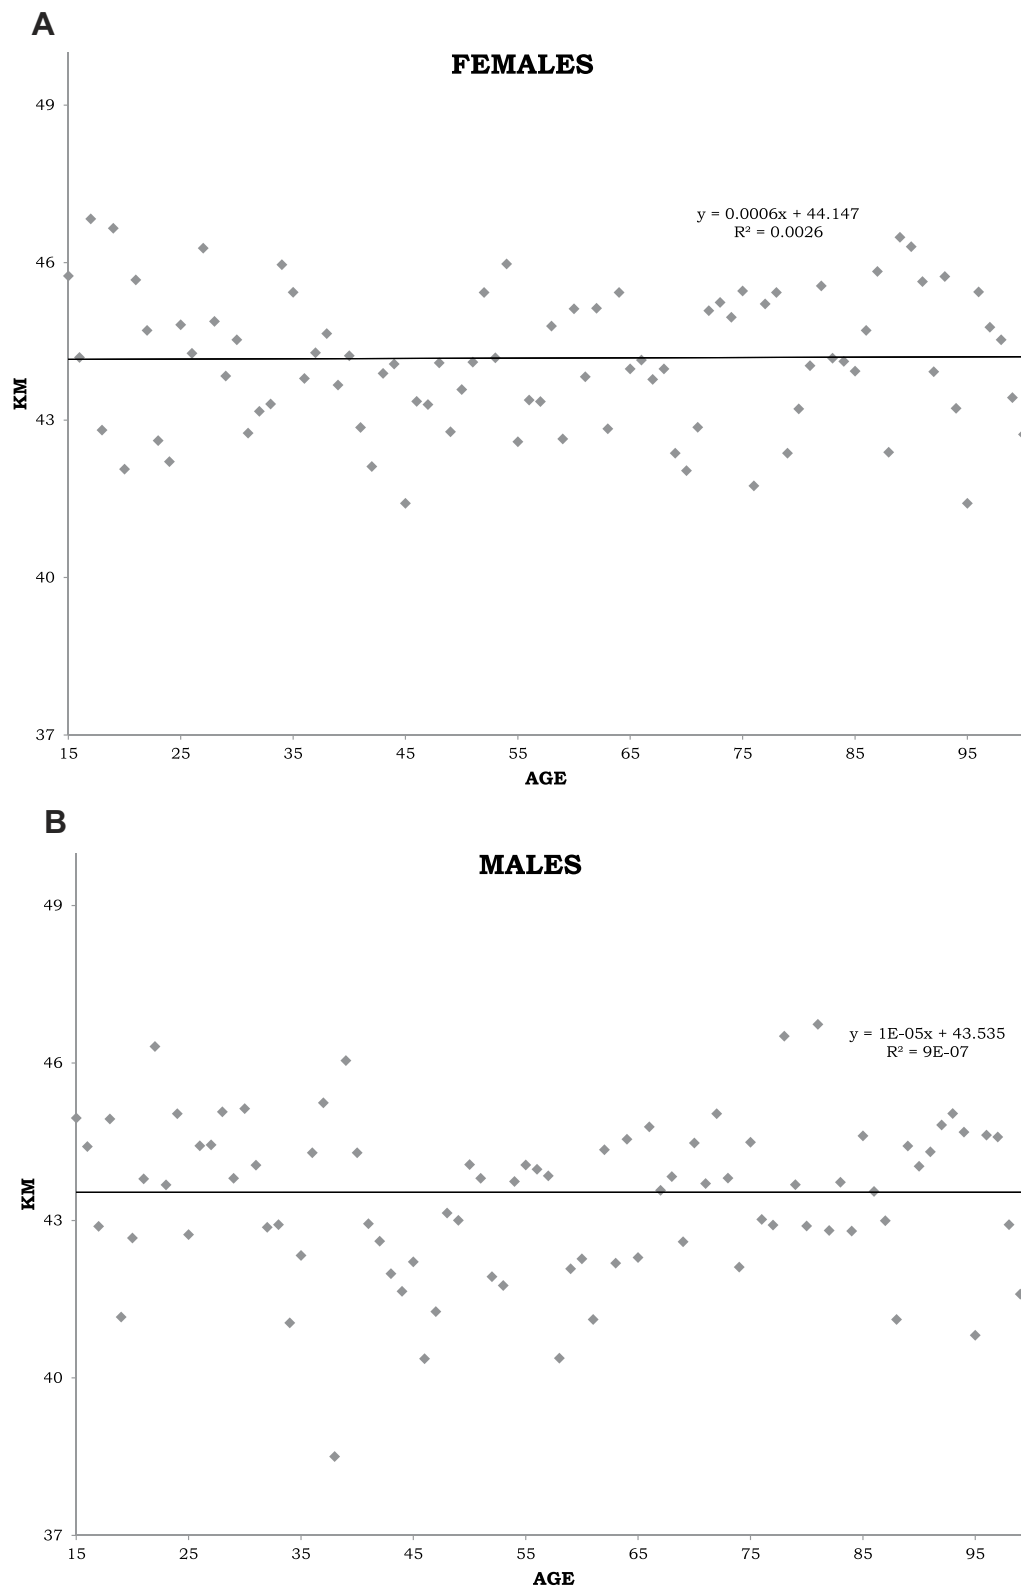 A
FEMALES
49
y = 0.0006x + 44.147
R² = 0.0026
46
KM
43
40
37
15 25 35 45 55 65 75 85 95
AGE
B
MALES
49
y = 1E-05x + 43.535
R² = 9E-07
46
KM
43
40
37
15 25 35 45 55 65 75 85 95
AGE